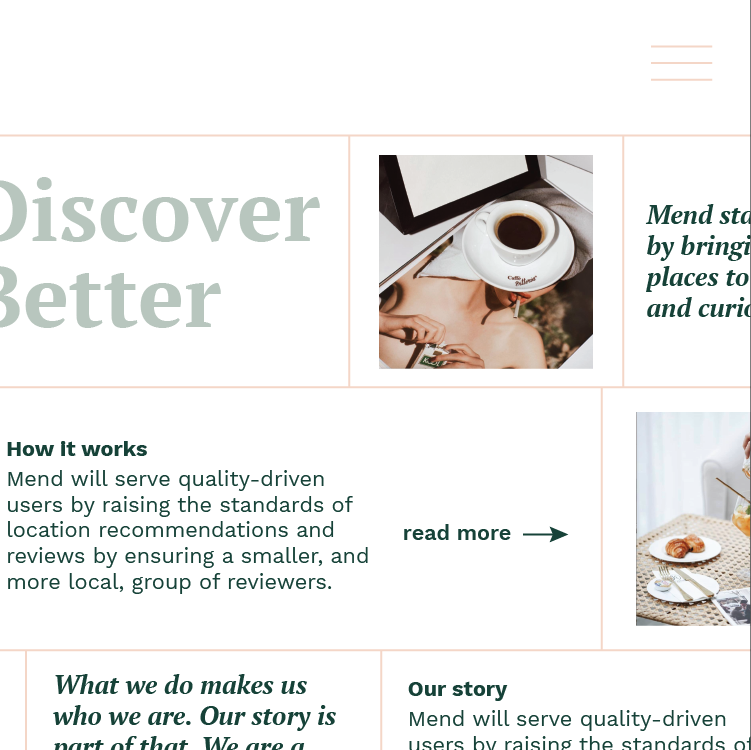 Discover
Better
Caffè
Mend
by
places to
and
How it works
Mend will serve quality-driven
users by raising the standards of
location recommendations and
reviews by ensuring a smaller, and
more local, group of reviewers.
read more
What we do makes us
who we are. Our story is
part of that. We are a
Our story
Mend will serve quality-driven
users by raising the standards of